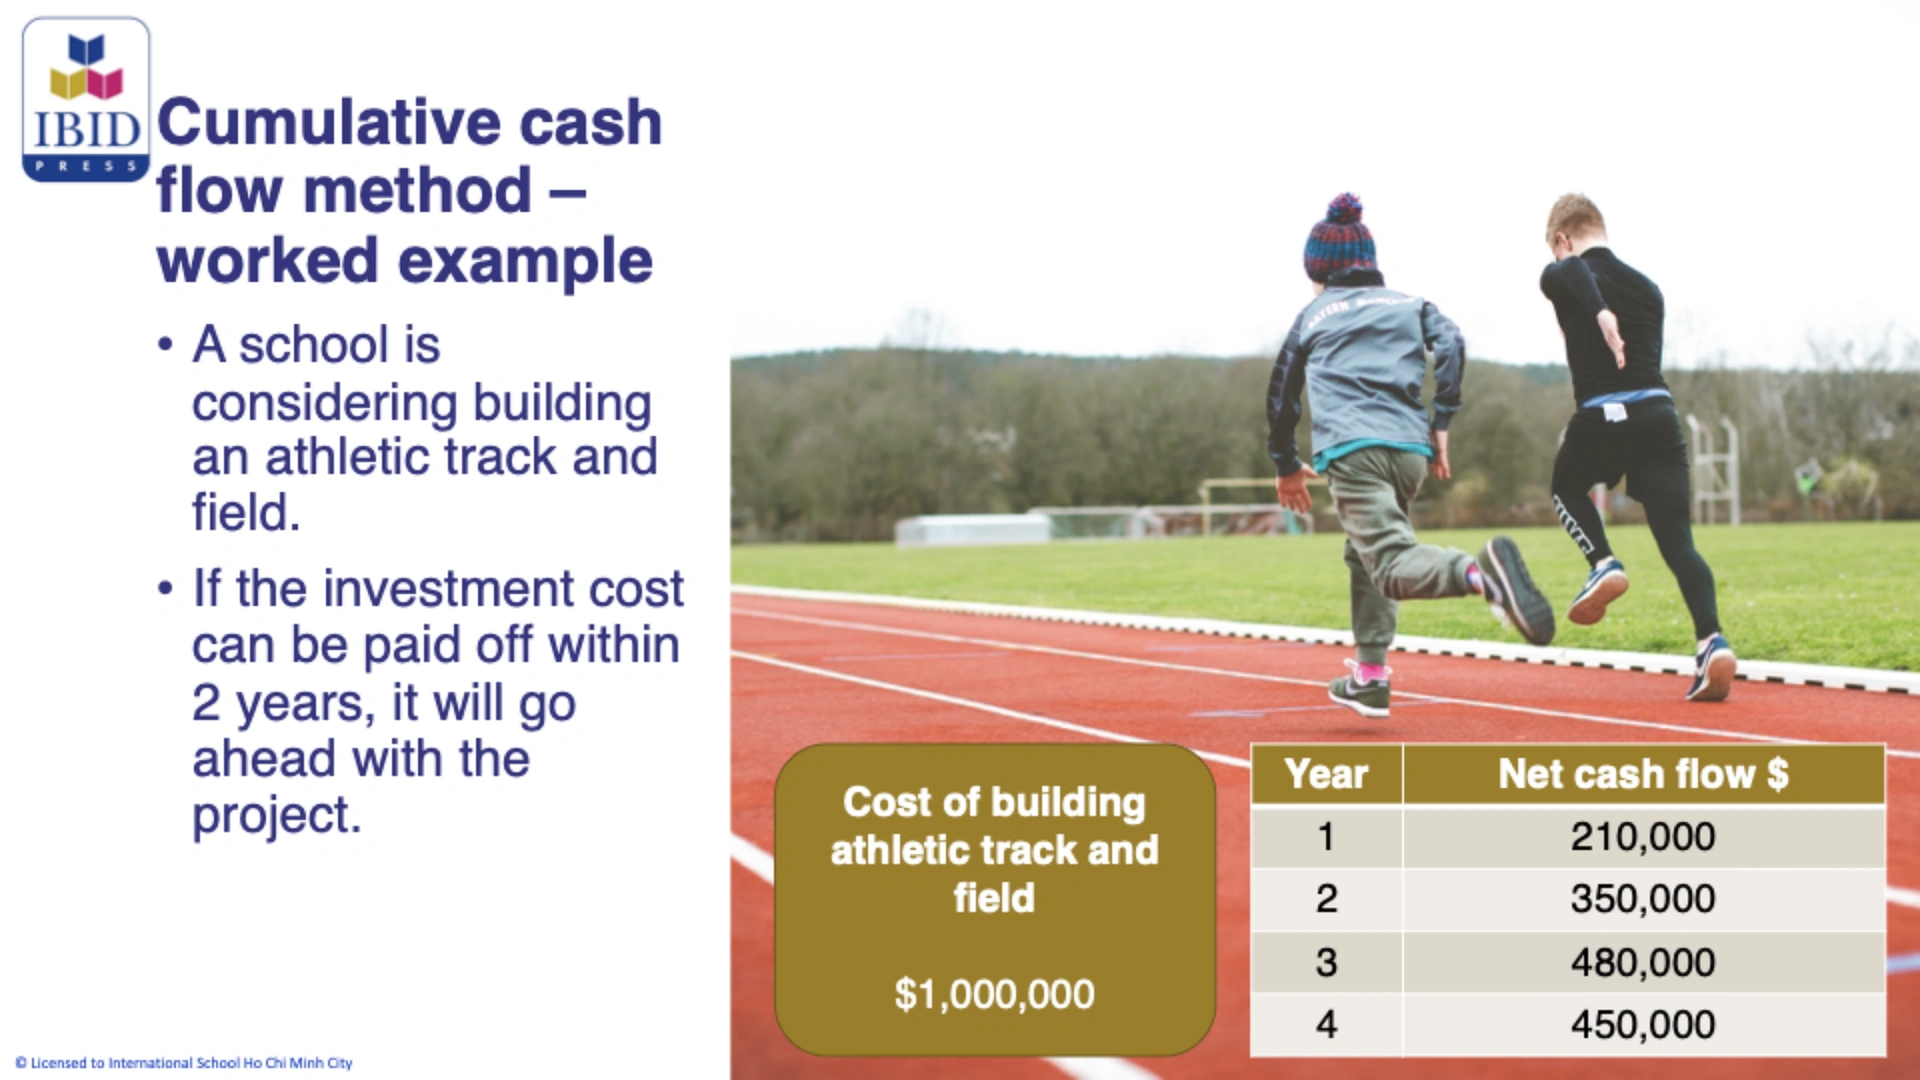 IBID
PRESS
Cumulative cash
flow method –
worked example
• A school is
considering building
an athletic track and
field.
• If the investment cost
can be paid off within
2 years, it will go
ahead with the
project.
Cost of building
athletic track and
field
$1,000,000
Year Net cash flow $
1 210,000
2 350,000
3 480,000
4 450,000
© Licensed to International School Ho Chi Minh City